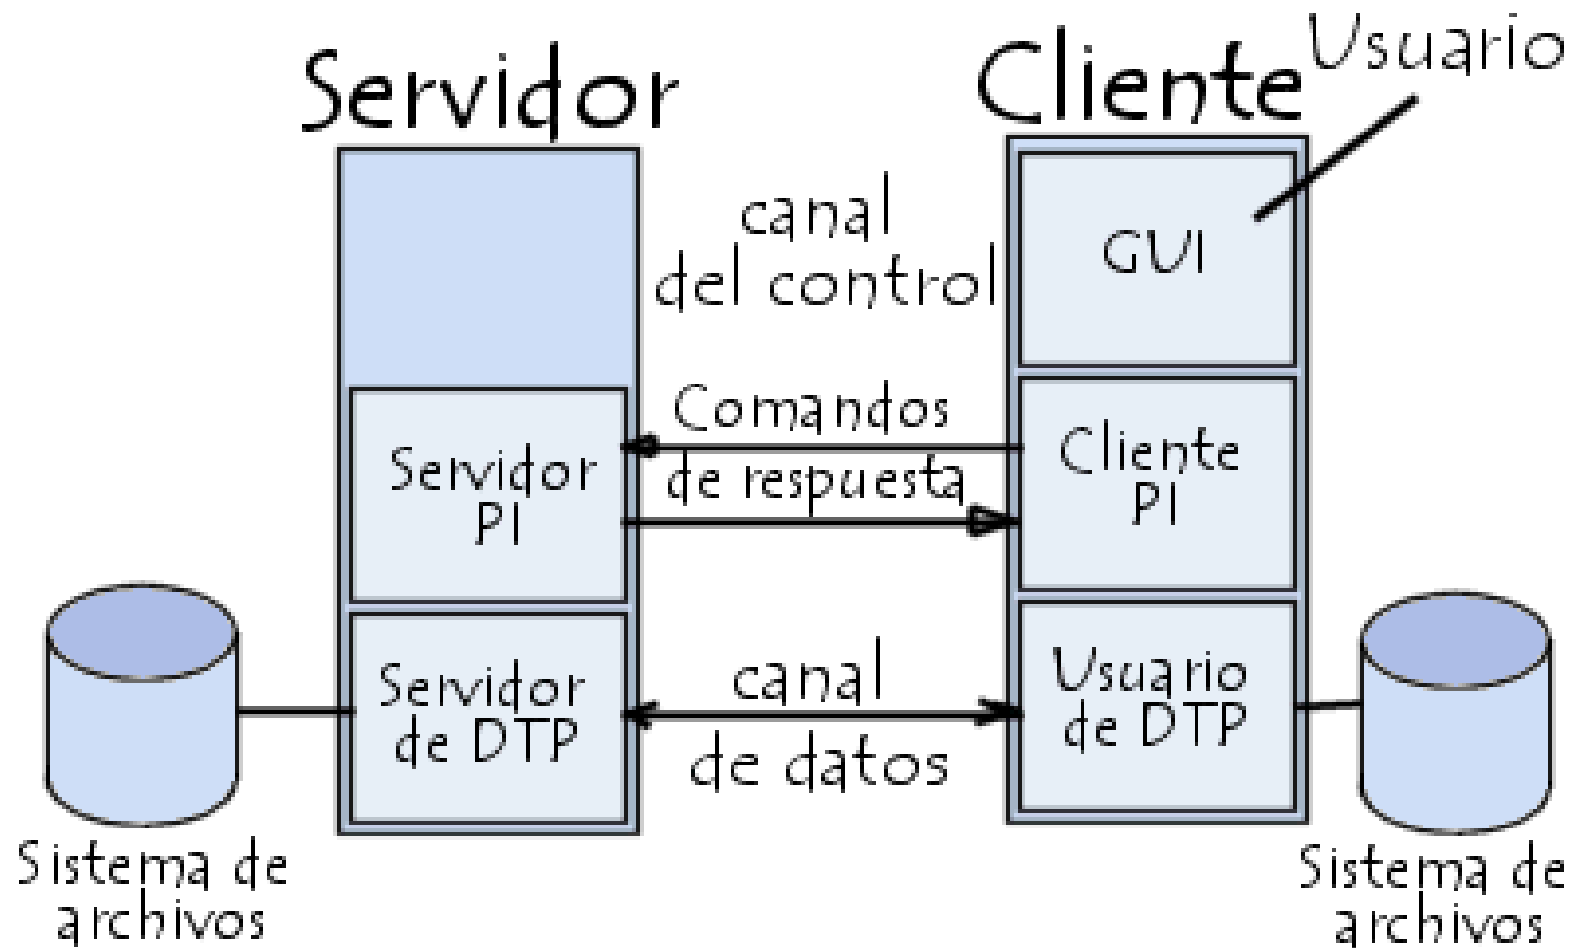 Servidor
Cliente
Usuario
canal
del control
GUI
Comandos
de respuesta
Servidor
PI
Cliente
PI
Servidor
de DTP
canal
de datos
Usuario
de DTP
Sistema de
archivos
Sistema de
archivos